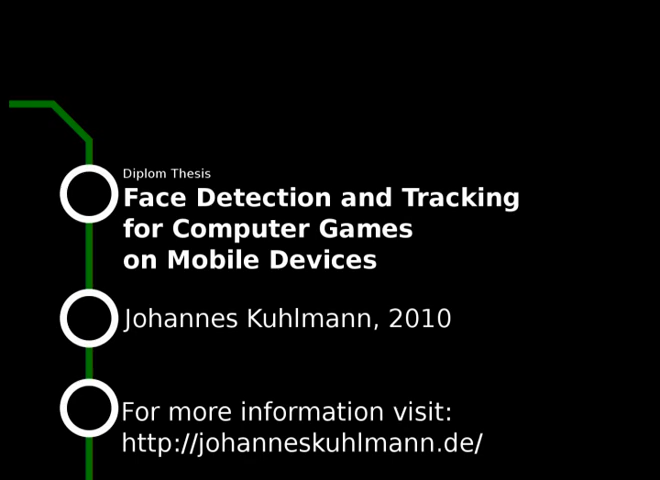 Diplom Thesis
Face Detection and Tracking
for Computer Games
on Mobile Devices
Johannes Kuhlmann, 2010
For more information visit:
http://johanneskuhlmann.de/